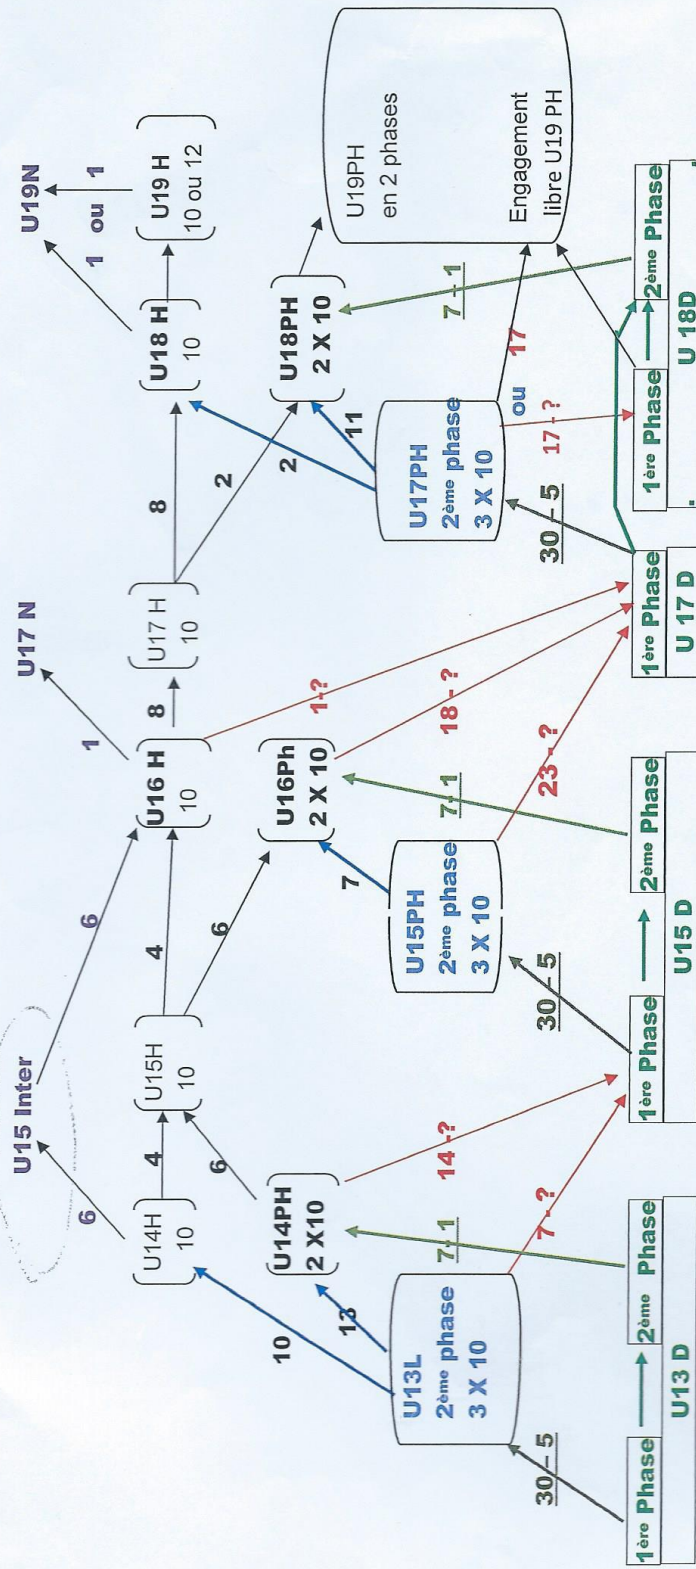 U15 Inter
U17 N
U19N
6
6
1
1 ou 1
U14H
10
4
U15H
10
4
U16 H
10
8
U17 H
10
8
U18 H
10
U19 H
10 ou 12
10
6
6
2
2
13
U14PH
2 X10
7
U16Ph
2 X 10
11
U18PH
2 X 10
U19PH
en 2 phases
Engagement
libre U19 PH
U13L
2ème phase
3 X 10
U15PH
2ème phase
3 X 10
U17PH
2ème phase
3 X 10
ou
17
30 – 5
7- 1
7 - ?
14 -?
30 – 5
7- 1
23 - ?
18 - ?
1-?
30 – 5
17 - ?
7 - 1
1ère Phase
2ème Phase
U13 D
1ère Phase
2ème Phase
U15 D
1ère Phase
U 17 D
1ère Phase
2ème Phase
U 18D